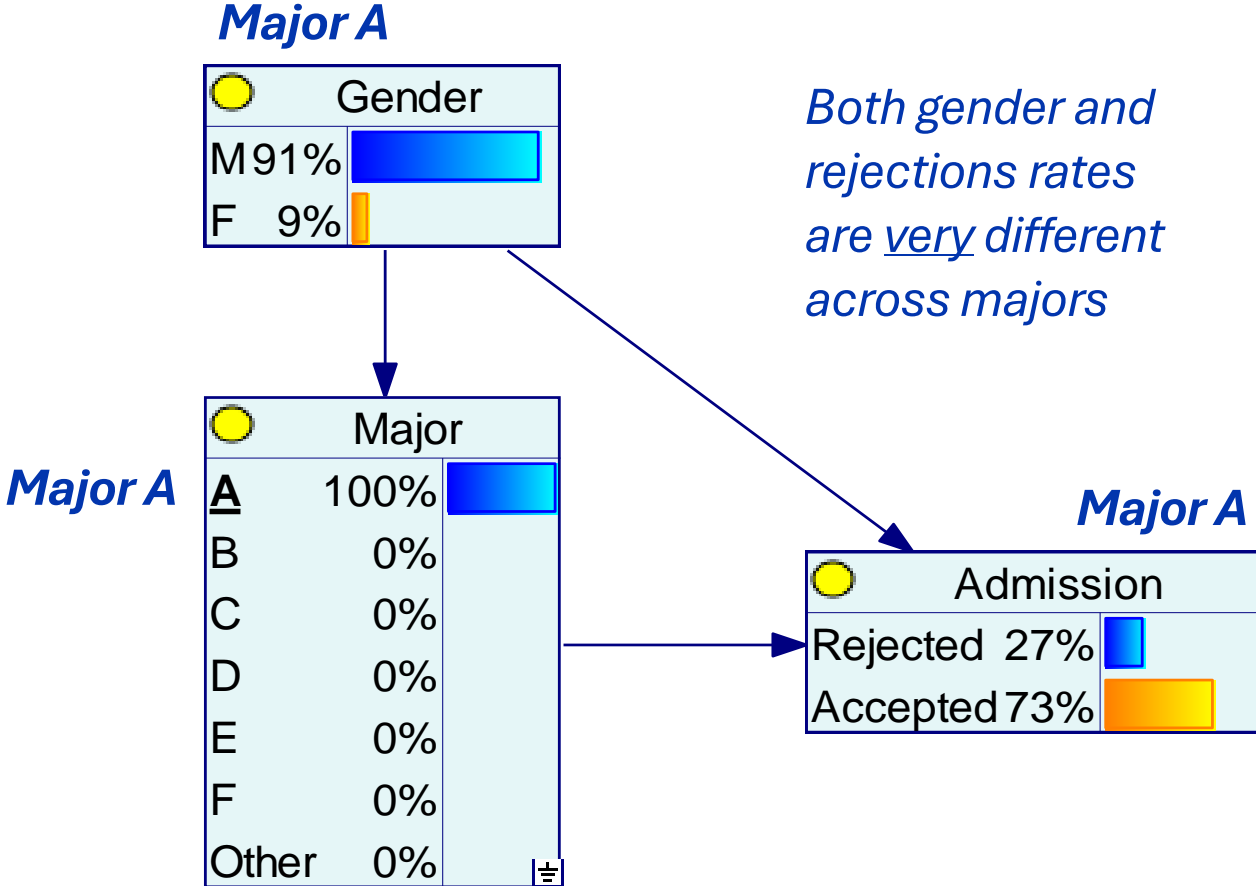 Major A
Gender
M 91%
F 9%
Both gender and
rejections rates
are very different
across majors
Major A
Major
A 100%
B 0%
C 0%
D 0%
E 0%
F 0%
Other 0%
Major A
Admission
Rejected 27%
Accepted 73%